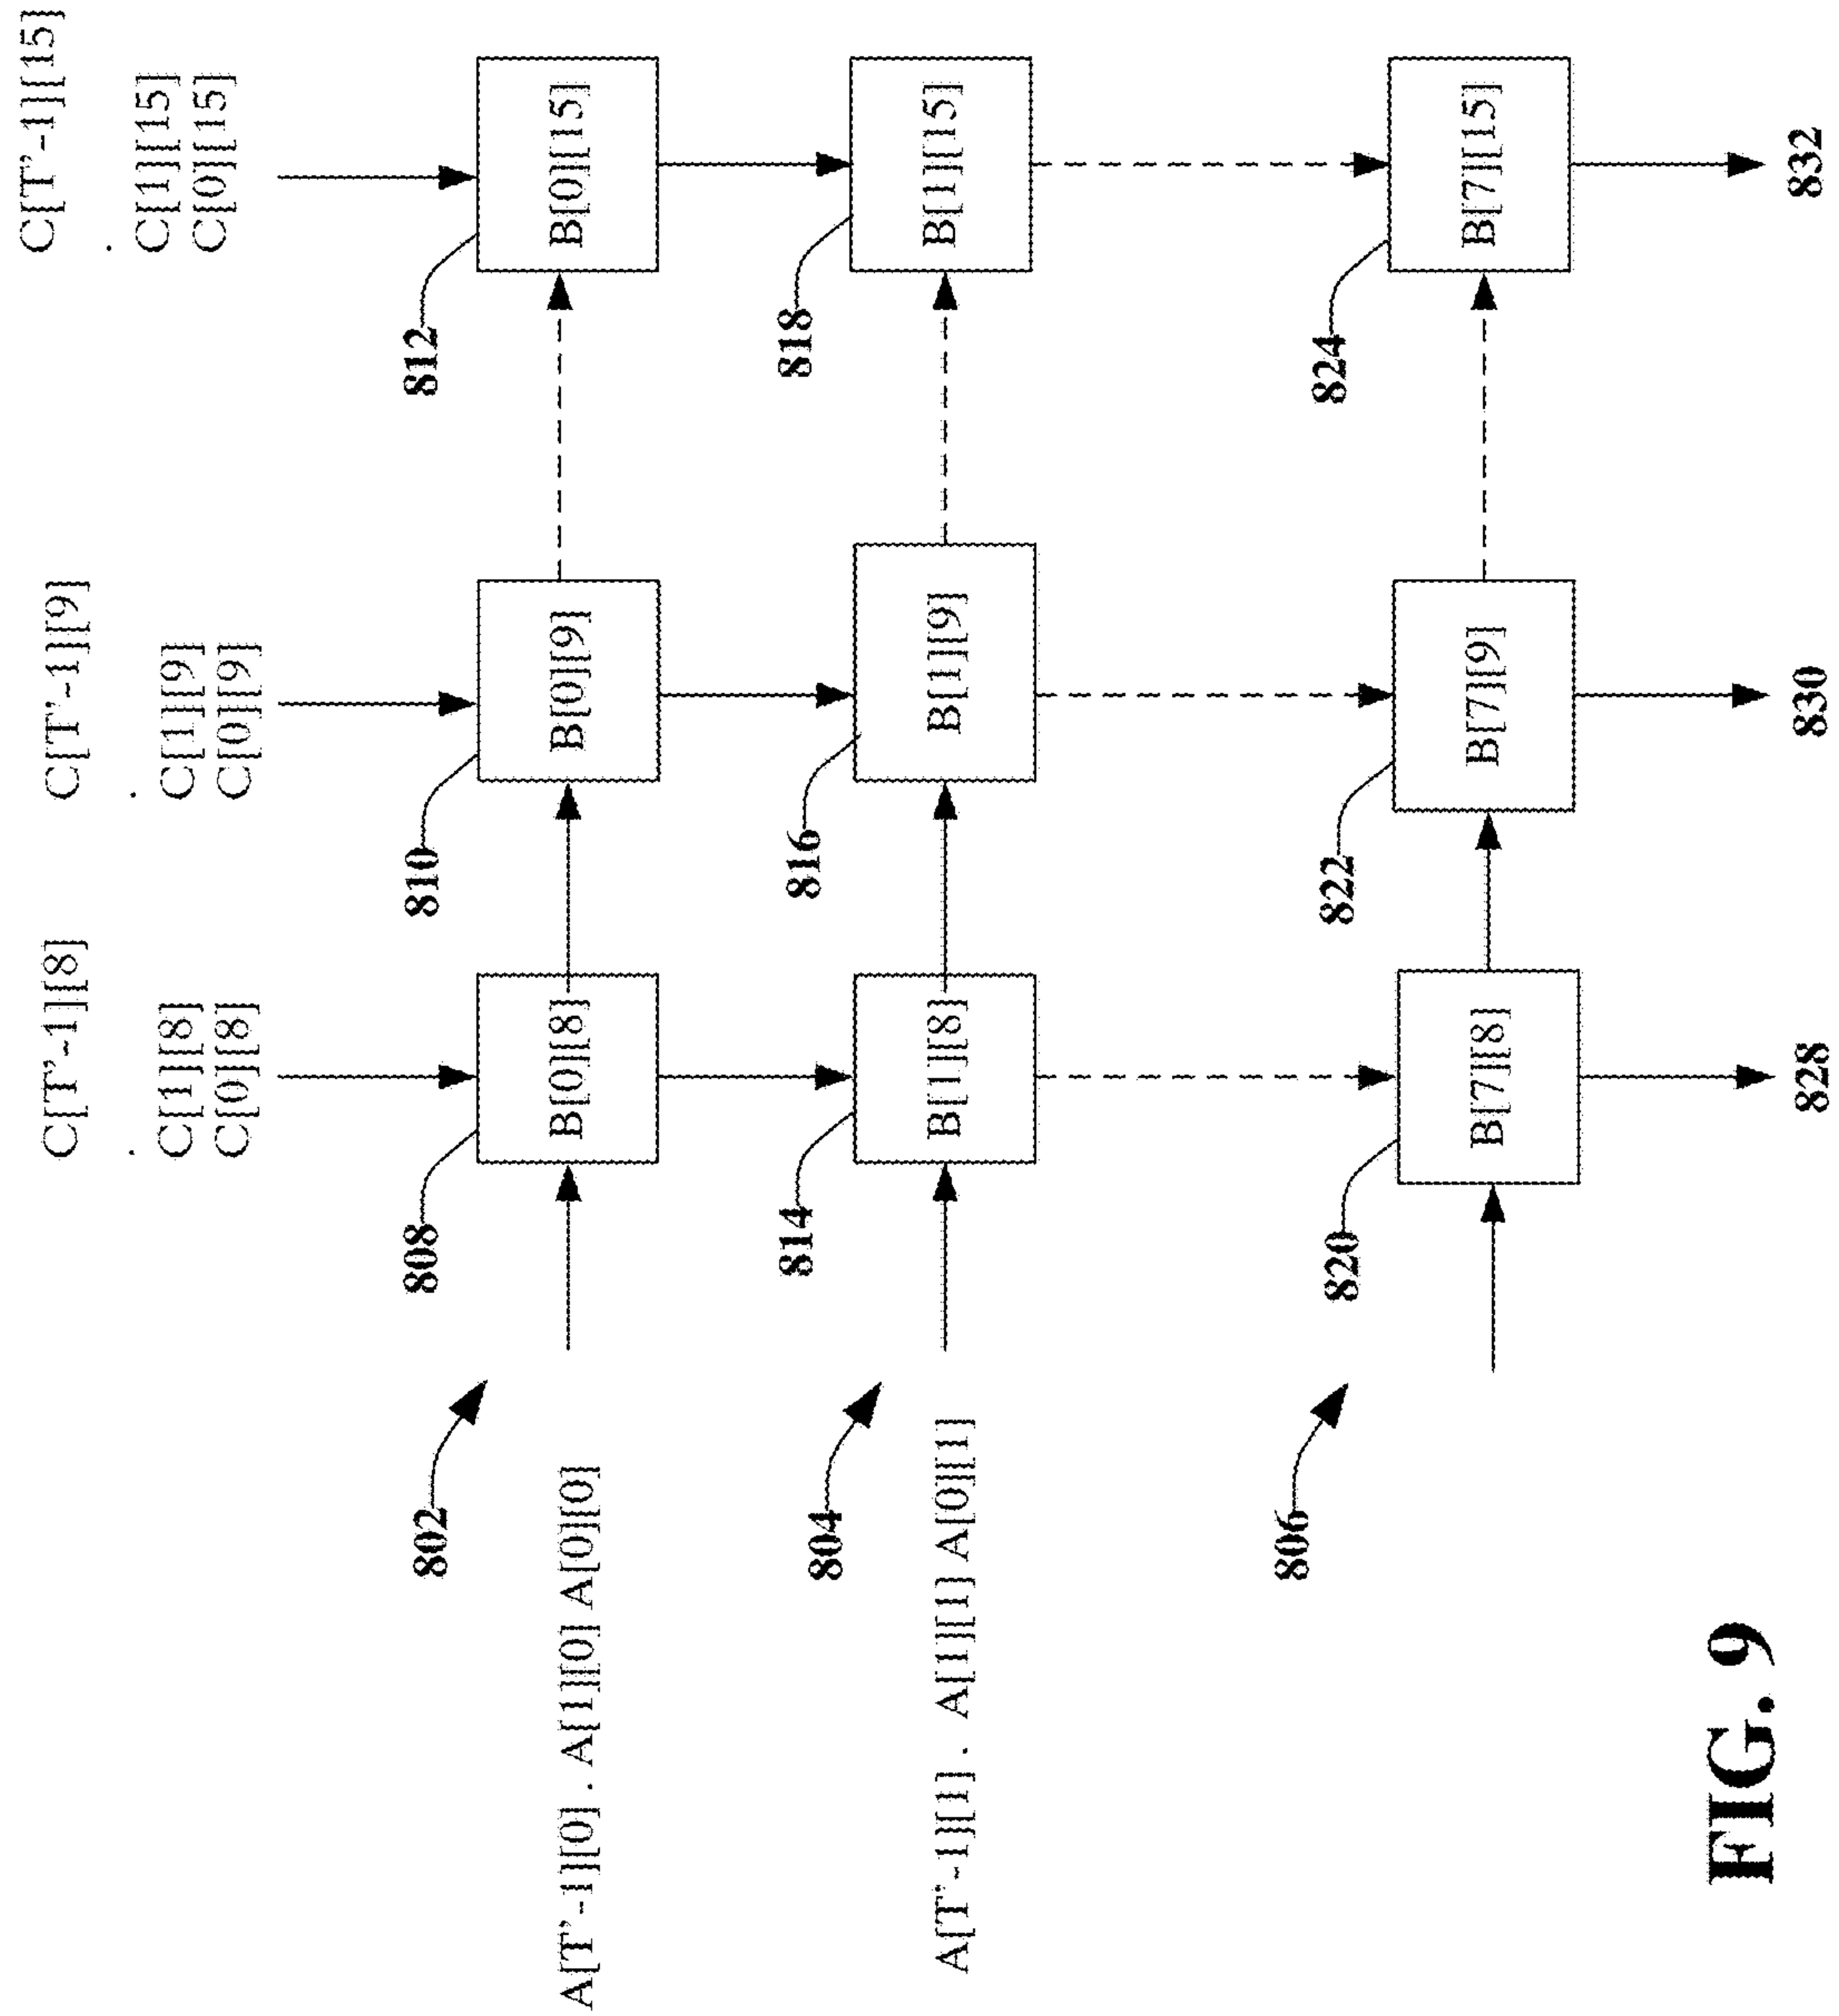 C[T'-1][8]
.
C[1][8]
C[0][8]
C[T'-1][9]
.
C[1][9]
C[0][9]
C[T'-1][15]
.
C[1][15]
C[0][15]
802
808
810
812
A[T'-1][0] . A[1][0] A[0][0]
B[0][8]
B[0][9]
B[0][15]
804
814
816
818
A[T'-1][1] . A[1][1] A[0][1]
B[1][8]
B[1][9]
B[1][15]
806
820
822
824
B[7][8]
B[7][9]
B[7][15]
828
830
832
FIG. 9